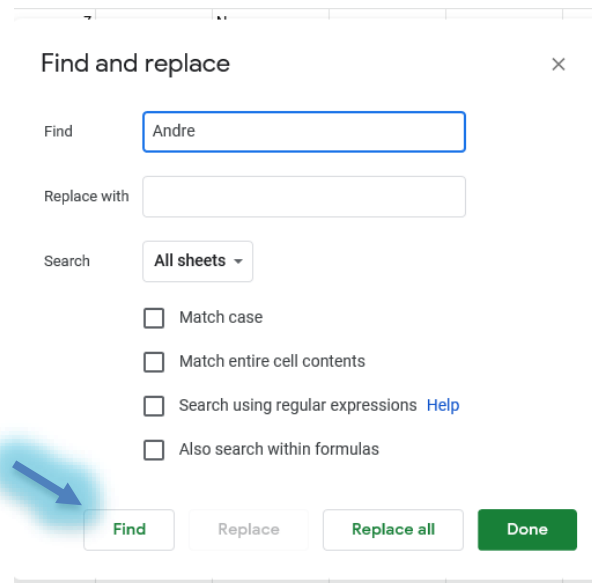 Find and replace
Find Andre
Replace with
Search All sheets
Match case
Match entire cell contents
Search using regular expressions Help
Also search within formulas
Find Replace Replace all Done